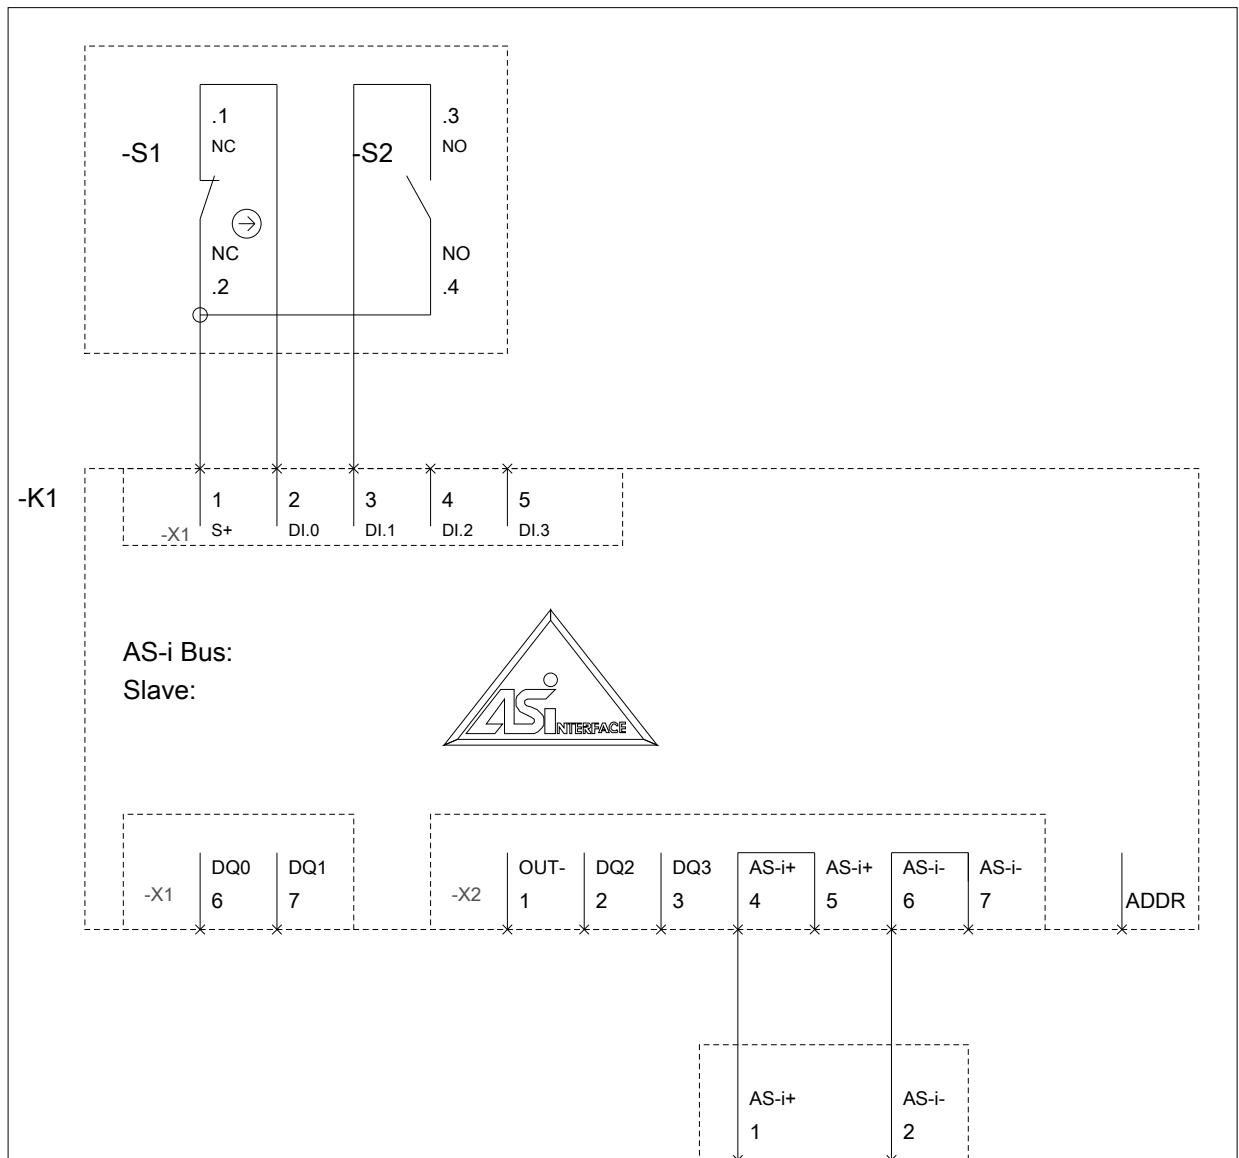 .1
.3
NC
NO
-S1
-S2
NC
NO
.2
.4
-K1
1
2
3
4
5
-X1
S+
DI.0
DI.1
DI.2
DI.3
AS-i Bus:
Slave:
ASi INTERFACE
DQ0
DQ1
OUT-
DQ2
DQ3
AS-i+
AS-i+
AS-i-
AS-i-
-X1
6
7
-X2
1
2
3
4
5
6
7
ADDR
AS-i+
AS-i-
1
2